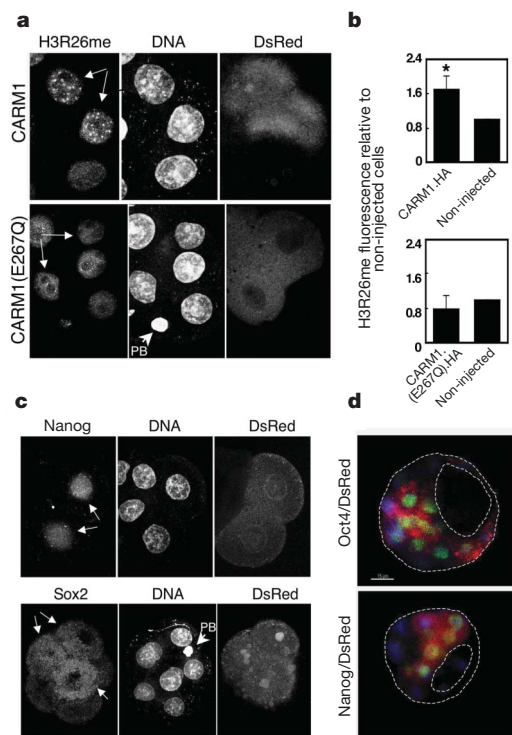 a
H3R26me
DNA
DsRed
CARM1
CARM1(E267Q)
PB
b
H3R26me fluorescence relative to
non-injected cells
2.4
1.6
0.8
0
*
CARM1.HA
Non-injected
2.4
1.6
0.8
0
CARM1.
(E267Q).HA
Non-injected
c
Nanog
DNA
DsRed
Sox2
DNA
DsRed
PB
d
Oct4/DsRed
Nanog/DsRed